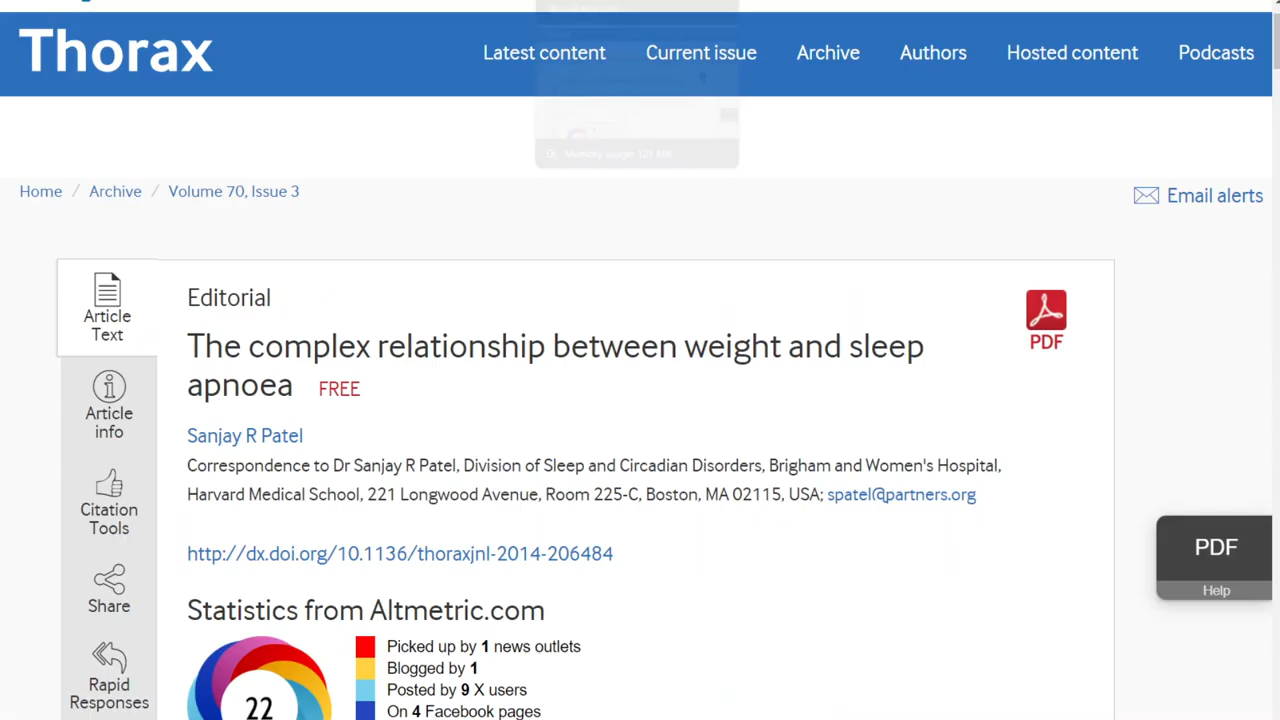 Thorax
Latest content
Current issue
Archive
Authors
Hosted content
Podcasts
Memory usage: 121 MB
Home / Archive / Volume 70, Issue 3
Email alerts
Article
Text
Editorial
The complex relationship between weight and sleep
apnoea FREE
PDF
Article
info
Sanjay R Patel
Correspondence to Dr Sanjay R Patel, Division of Sleep and Circadian Disorders, Brigham and Women's Hospital,
Harvard Medical School, 221 Longwood Avenue, Room 225-C, Boston, MA 02115, USA; spatel@partners.org
Citation
Tools
http://dx.doi.org/10.1136/thoraxjnl-2014-206484
PDF
Help
Share
Statistics from Altmetric.com
Picked up by 1 news outlets
Blogged by 1
Posted by 9 X users
On 4 Facebook pages
22
Rapid
Responses